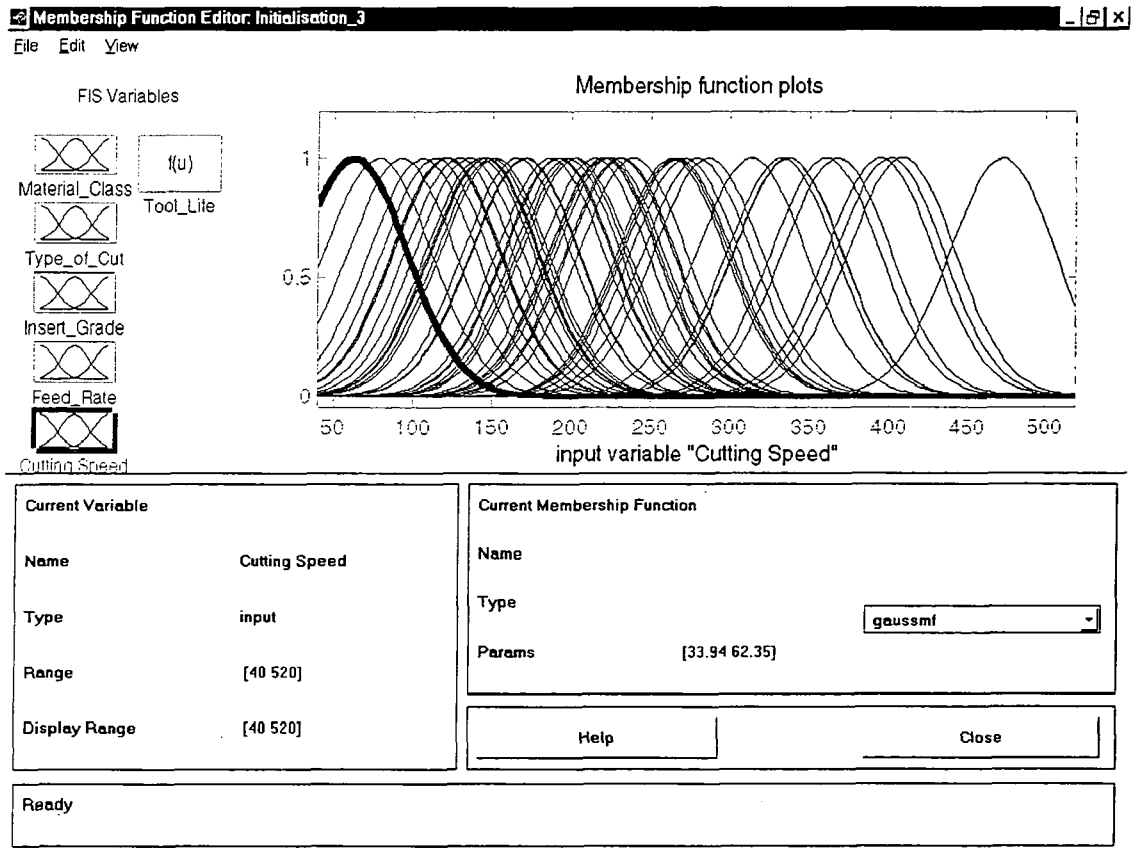 Membership Function Editor: Initialisation_3
File Edit View
FIS Variables
Membership function plots
f(u)
Material_Class
Tool_Life
Type_of_Cut
Insert_Grade
Feed_Rate
Cutting Speed
1
0.5
0
50 100 150 200 250 300 350 400 450 500
input variable "Cutting Speed"
Current Variable
Name Cutting Speed
Type input
Range [40 520]
Display Range [40 520]
Current Membership Function
Name
Type gaussmf
Params [33.94 62.35]
Help Close
Ready